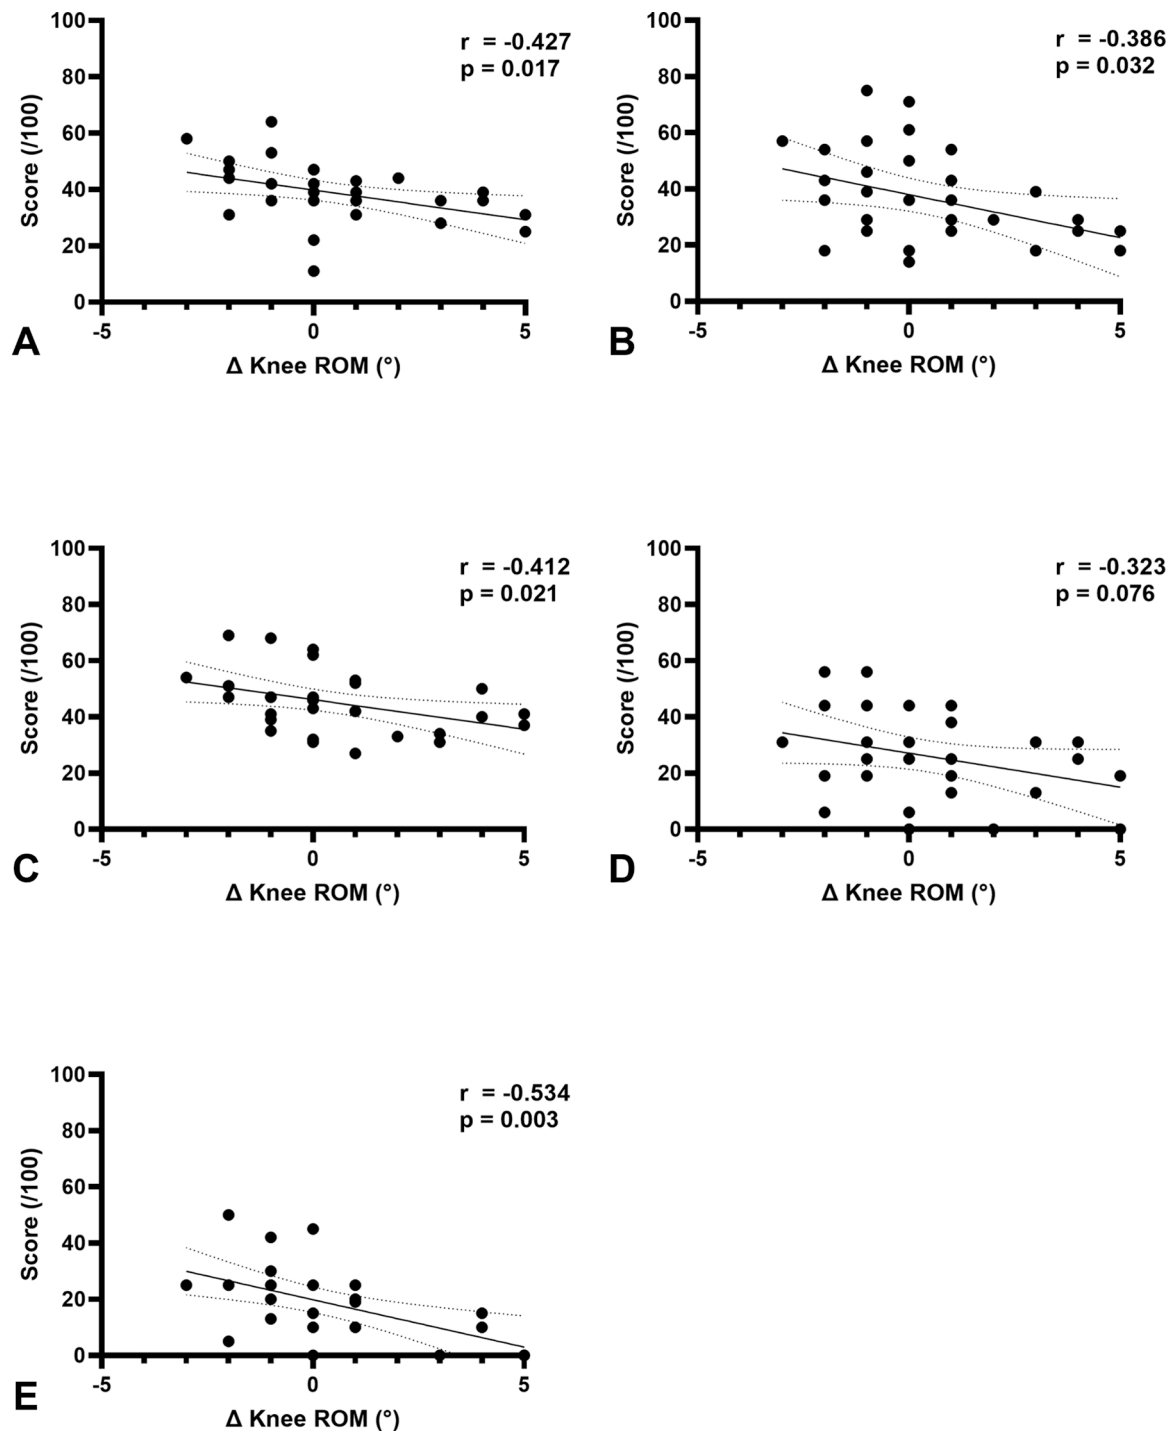 100
80
60
40
20
0
Score (/100)
r = -0.427
p = 0.017
-5 0 5
A
Δ Knee ROM (°)
100
80
60
40
20
0
Score (/100)
r = -0.386
p = 0.032
-5 0 5
B
Δ Knee ROM (°)
100
80
60
40
20
0
Score (/100)
r = -0.412
p = 0.021
-5 0 5
C
Δ Knee ROM (°)
100
80
60
40
20
0
Score (/100)
r = -0.323
p = 0.076
-5 0 5
D
Δ Knee ROM (°)
100
80
60
40
20
0
Score (/100)
r = -0.534
p = 0.003
-5 0 5
E
Δ Knee ROM (°)